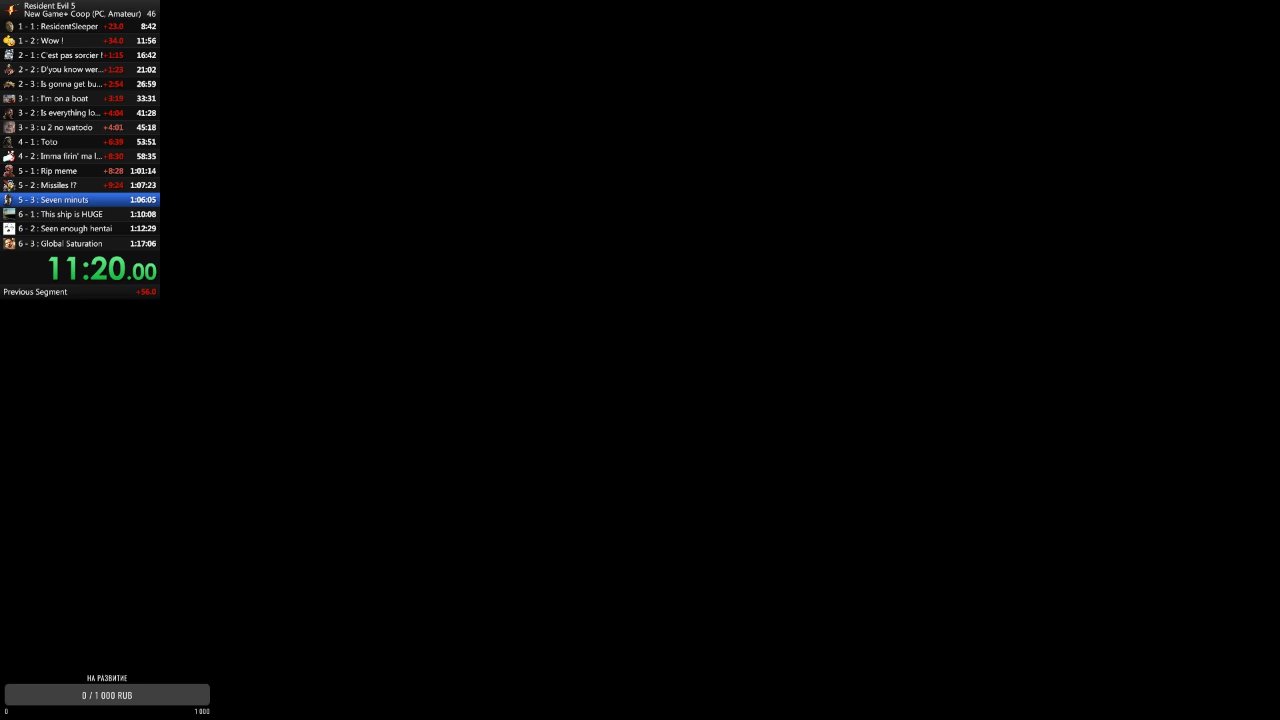 Resident Evil 5
New Game+ Coop (PC, Amateur) 46
1 - 1 : ResidentSleeper +23.0 8:42
1 - 2 : Wow ! +34.0 11:56
2 - 1 : C'est pas sorcier ! +1:15 16:42
2 - 2 : D'you know wer... +1:23 21:02
2 - 3 : Is gonna get bu... +2:54 26:59
3 - 1 : I'm on a boat +3:19 33:31
3 - 2 : Is everything lo... +4:04 41:28
3 - 3 : u 2 no watodo +4:01 45:18
4 - 1 : Toto +6:39 53:51
4 - 2 : Imma firin' ma l... +8:30 58:35
5 - 1 : Rip meme +8:28 1:01:14
5 - 2 : Missiles !? +9:24 1:07:23
5 - 3 : Seven minuts 1:06:05
6 - 1 : This ship is HUGE 1:10:08
6 - 2 : Seen enough hentai 1:12:29
6 - 3 : Global Saturation 1:17:06
11:20.00
Previous Segment +56.0
НА РАЗВИТИЕ
0 / 1 000 RUB
0 1 000